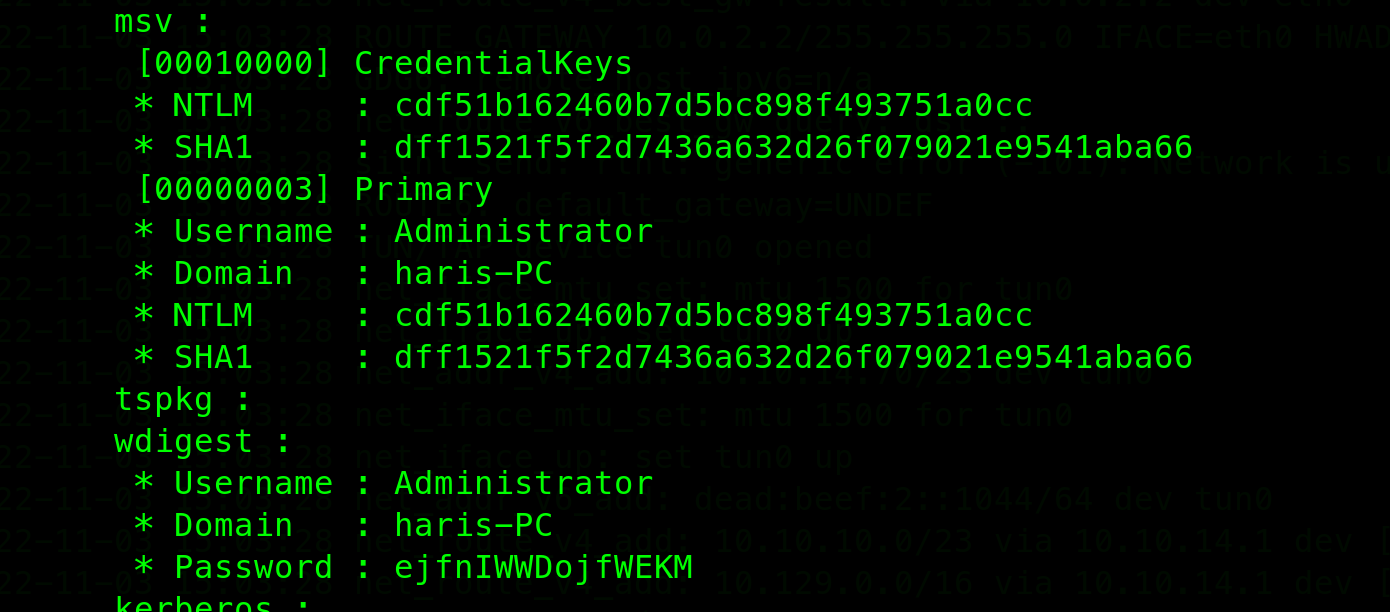 msv :
[00010000] CredentialKeys
* NTLM : cdf51b162460b7d5bc898f493751a0cc
* SHA1 : dff1521f5f2d7436a632d26f079021e9541aba66
[00000003] Primary
* Username : Administrator
* Domain : haris-PC
* NTLM : cdf51b162460b7d5bc898f493751a0cc
* SHA1 : dff1521f5f2d7436a632d26f079021e9541aba66
tspkg :
wdigest :
* Username : Administrator
* Domain : haris-PC
* Password : ejfnIWWDojfWEKM
kerberos :